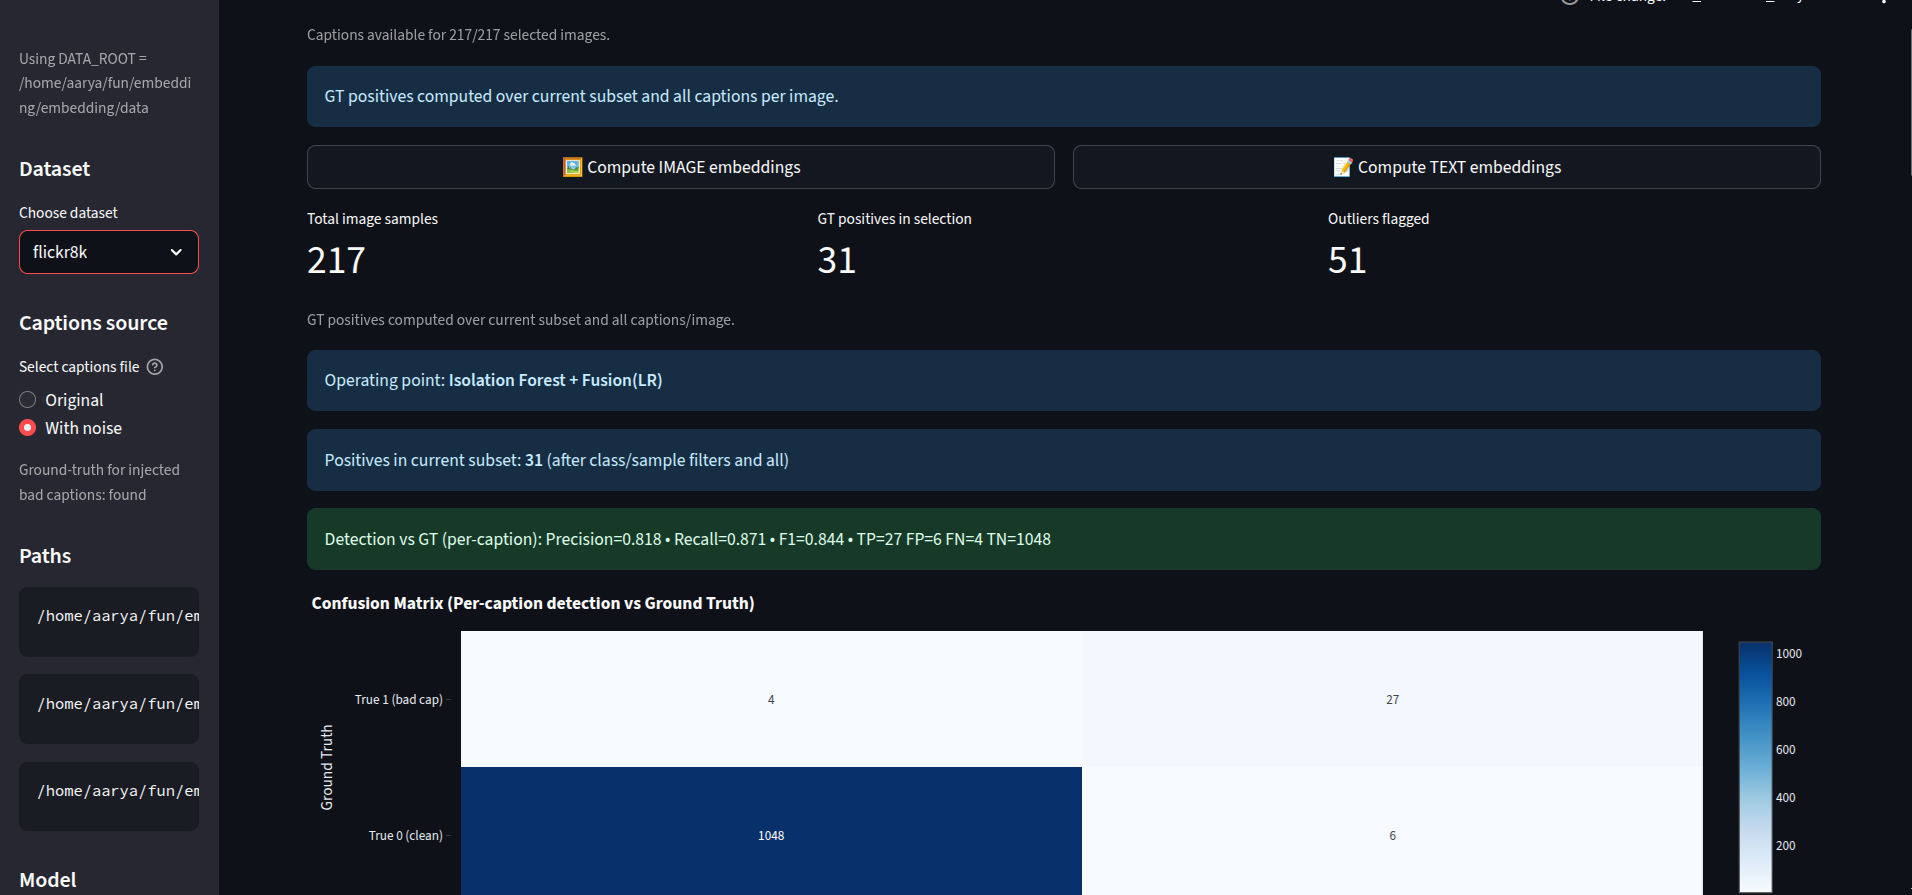 Using DATA_ROOT =
/home/aarya/fun/embeddi
ng/embedding/data
Dataset
Choose dataset
flickr8k
Captions source
Select captions file
Original
With noise
Ground-truth for injected
bad captions: found
Paths
/home/aarya/fun/em
/home/aarya/fun/em
/home/aarya/fun/em
Model
Captions available for 217/217 selected images.
GT positives computed over current subset and all captions per image.
Compute IMAGE embeddings
Compute TEXT embeddings
Total image samples
217
GT positives in selection
31
Outliers flagged
51
GT positives computed over current subset and all captions/image.
Operating point: Isolation Forest + Fusion(LR)
Positives in current subset: 31 (after class/sample filters and all)
Detection vs GT (per-caption): Precision=0.818 • Recall=0.871 • F1=0.844 • TP=27 FP=6 FN=4 TN=1048
Confusion Matrix (Per-caption detection vs Ground Truth)
Ground Truth
True 1 (bad cap)
4
27
True 0 (clean)
1048
6
1000
800
600
400
200